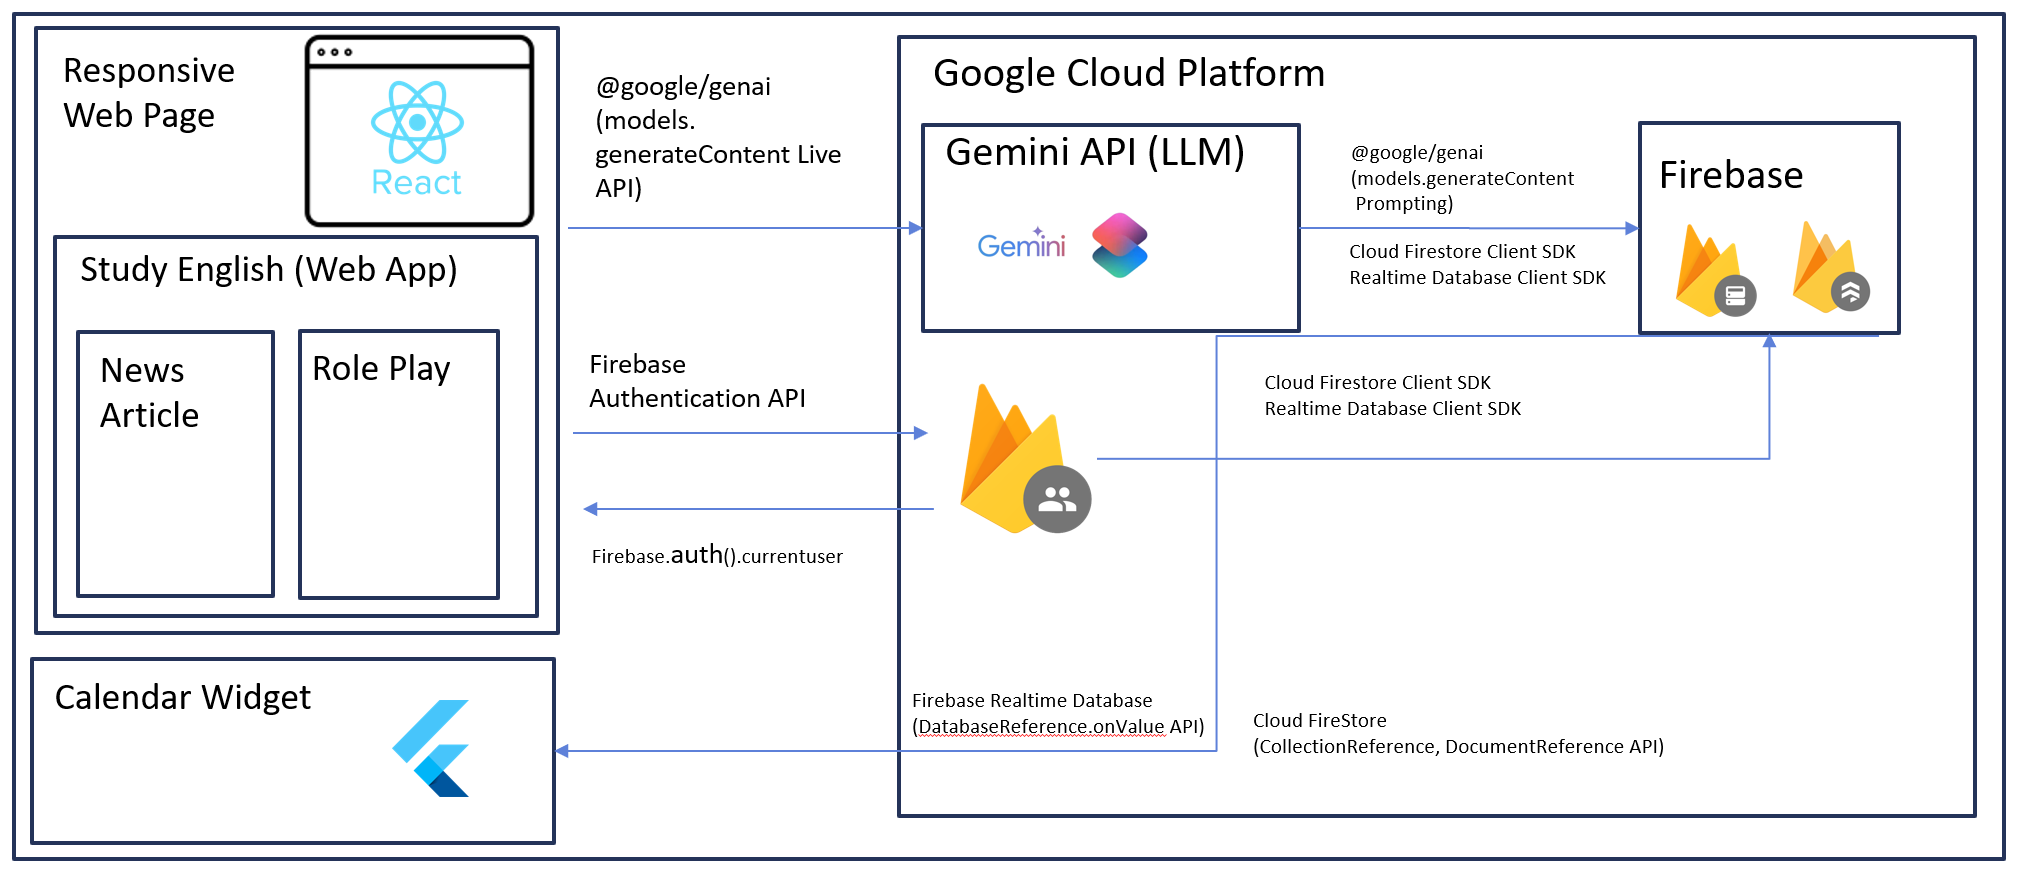 Responsive
Web Page
React
Study English (Web App)
News
Article
Role Play
Calendar Widget
@google/genai
(models.
generateContent Live
API)
Firebase
Authentication API
Firebase.auth().currentuser
Google Cloud Platform
Gemini API (LLM)
Gemini
@google/genai
(models.generateContent
Prompting)
Cloud Firestore Client SDK
Realtime Database Client SDK
Firebase
Cloud Firestore Client SDK
Realtime Database Client SDK
Firebase Realtime Database
(DatabaseReference.onValue API)
Cloud FireStore
(CollectionReference, DocumentReference API)